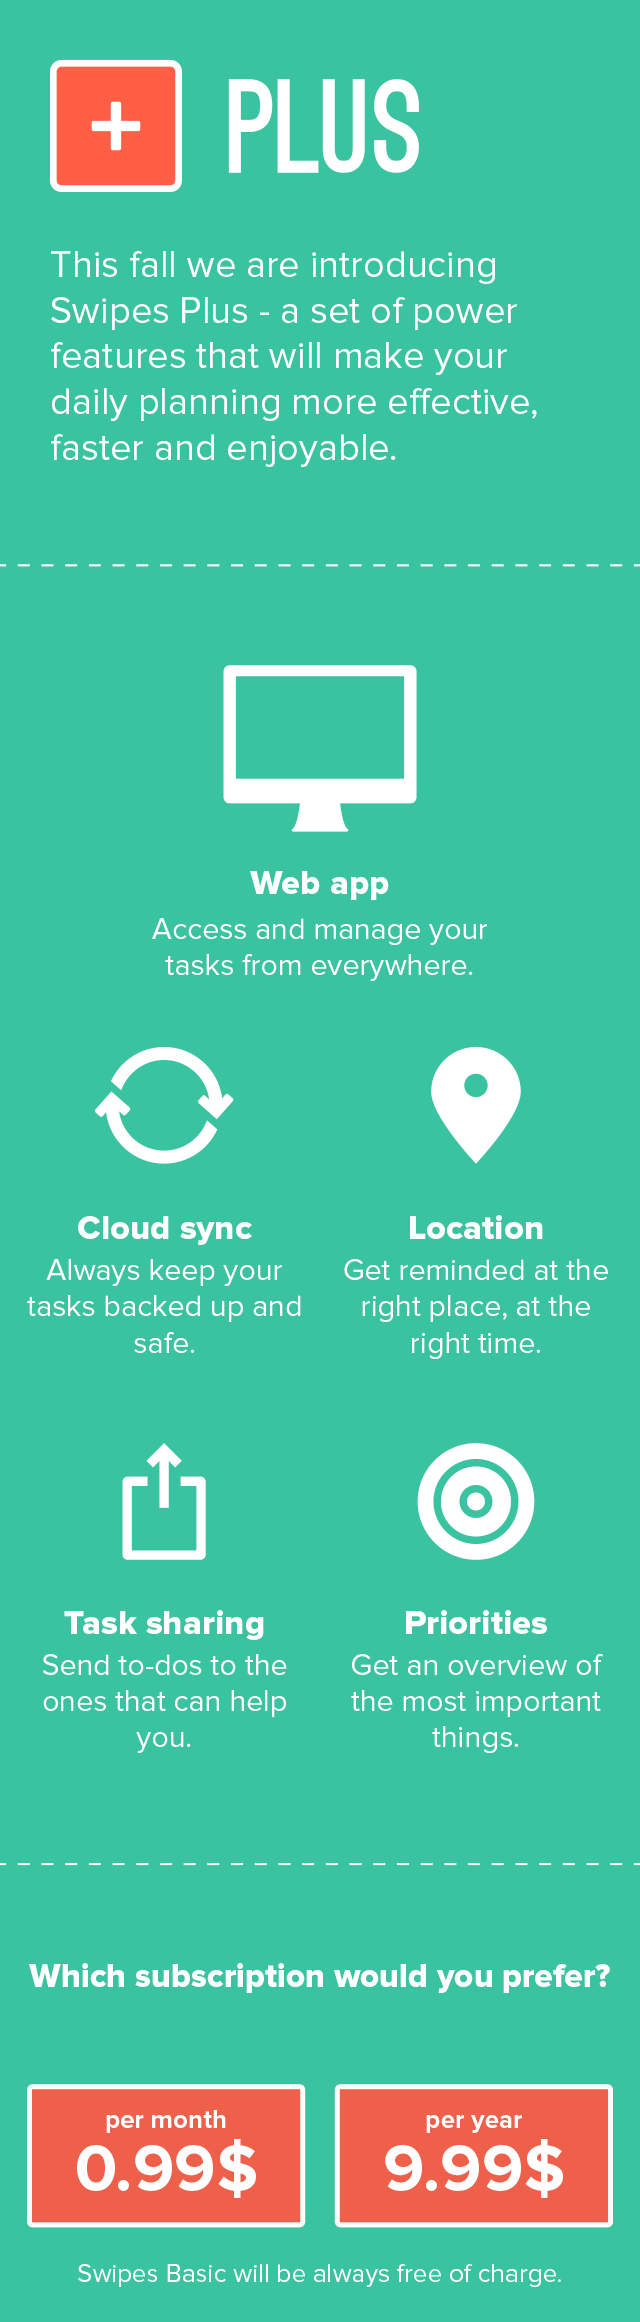 + PLUS
This fall we are introducing
Swipes Plus - a set of power
features that will make your
daily planning more effective,
faster and enjoyable.
Web app
Access and manage your
tasks from everywhere.
Cloud sync
Always keep your
tasks backed up and
safe.
Location
Get reminded at the
right place, at the
right time.
Task sharing
Send to-dos to the
ones that can help
you.
Priorities
Get an overview of
the most important
things.
Which subscription would you prefer?
per month
0.99$
per year
9.99$
Swipes Basic will be always free of charge.